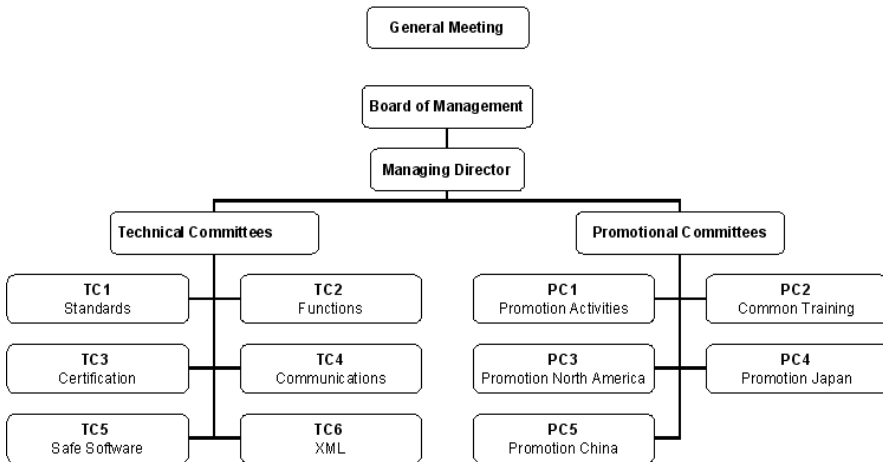 General Meeting
Board of Management
Managing Director
Technical Committees
Promotional Committees
TC1
Standards
TC2
Functions
PC1
Promotion Activities
PC2
Common Training
TC3
Certification
TC4
Communications
PC3
Promotion North America
PC4
Promotion Japan
TC5
Safe Software
TC6
XML
PC5
Promotion China